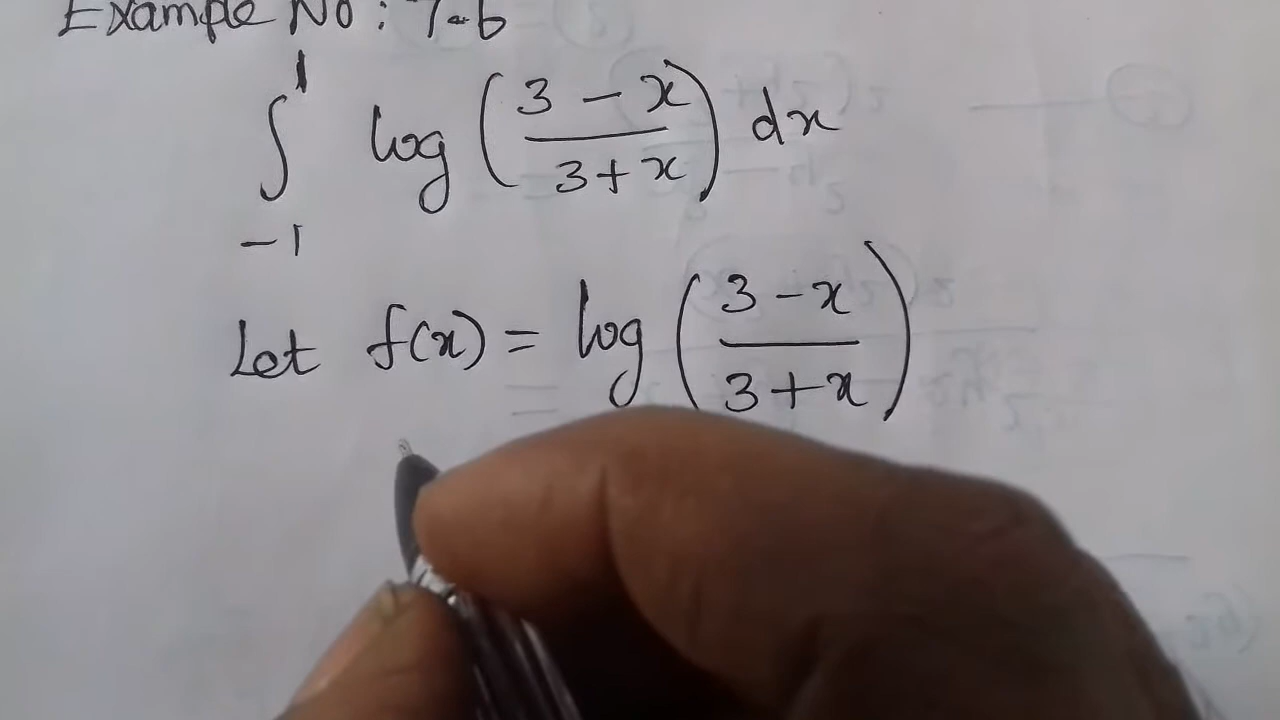 Example No: 7.6
∫_{-1}^{1} log ((3 - x)/(3 + x)) dx
Let f(x) = log ((3 - x)/(3 + x))